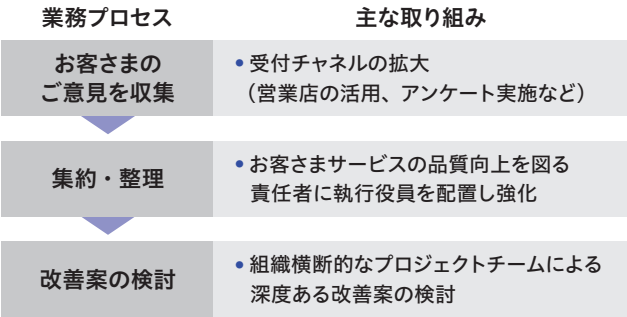 業務プロセス
主な取り組み
お客さまの
ご意見を収集
• 受付チャネルの拡大
（営業店の活用、アンケート実施など）
集約・整理
• お客さまサービスの品質向上を図る
責任者に執行役員を配置し強化
改善案の検討
• 組織横断的なプロジェクトチームによる
深度ある改善案の検討